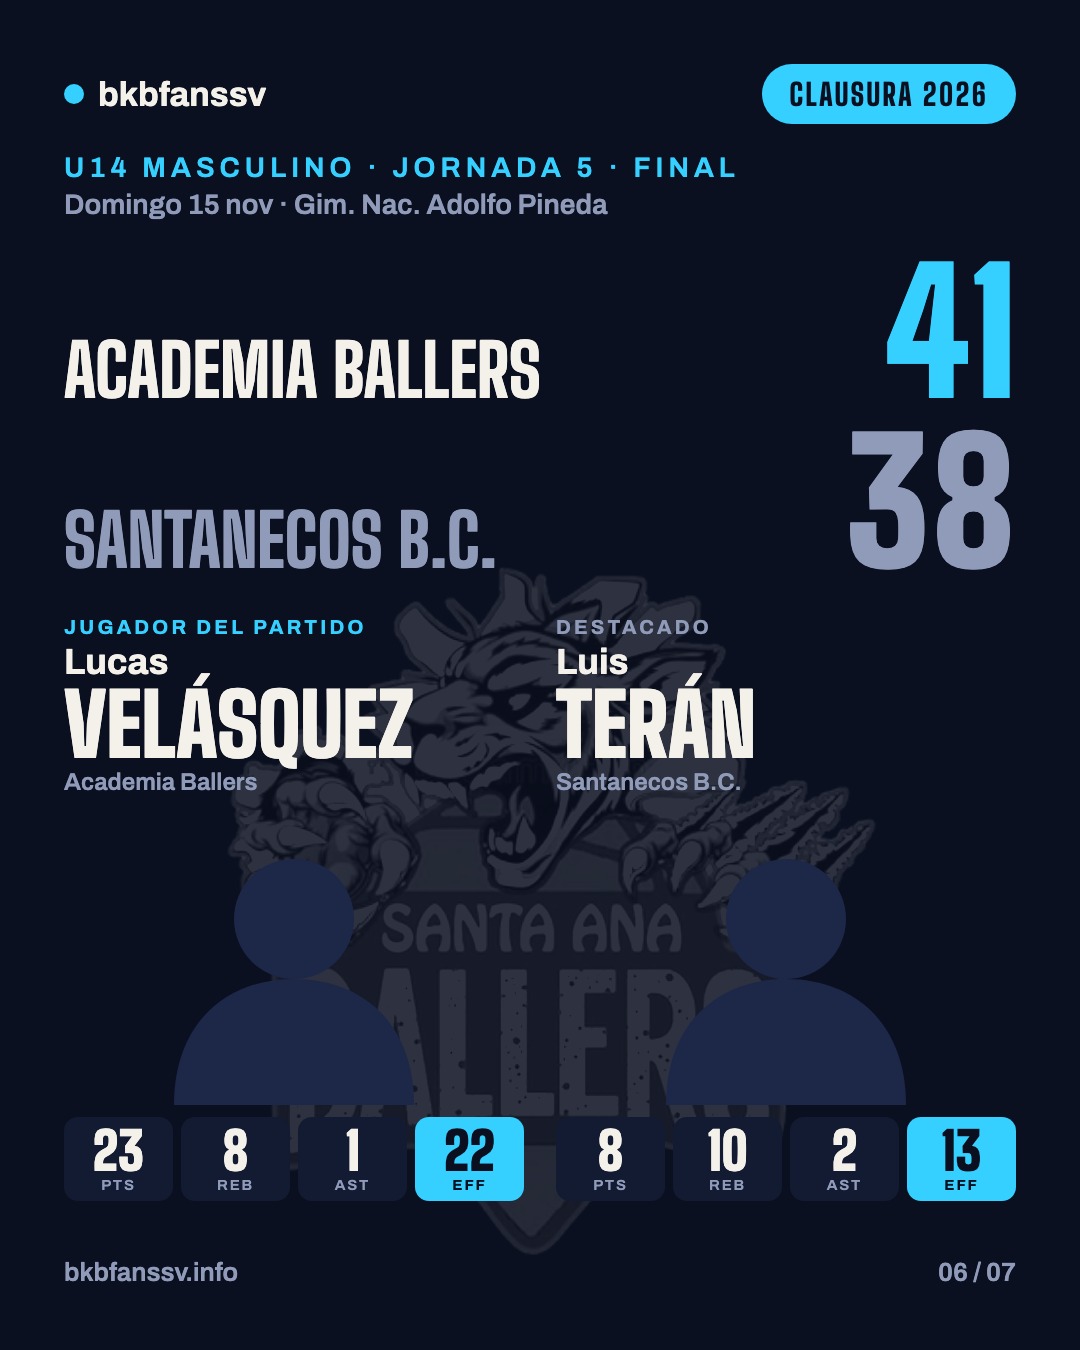 bkbfanssv
CLAUSURA 2026
U14 MASCULINO · JORNADA 5 · FINAL
Domingo 15 nov · Gim. Nac. Adolfo Pineda
ACADEMIA BALLERS 41
SANTANECOS B.C. 38
JUGADOR DEL PARTIDO
Lucas
VELÁSQUEZ
Academia Ballers
DESTACADO
Luis
TERÁN
Santanecos B.C.
SANTA ANA
BALLERS
23 8 1 22
PTS REB AST EFF
8 10 2 13
PTS REB AST EFF
bkbfanssv.info
06 / 07